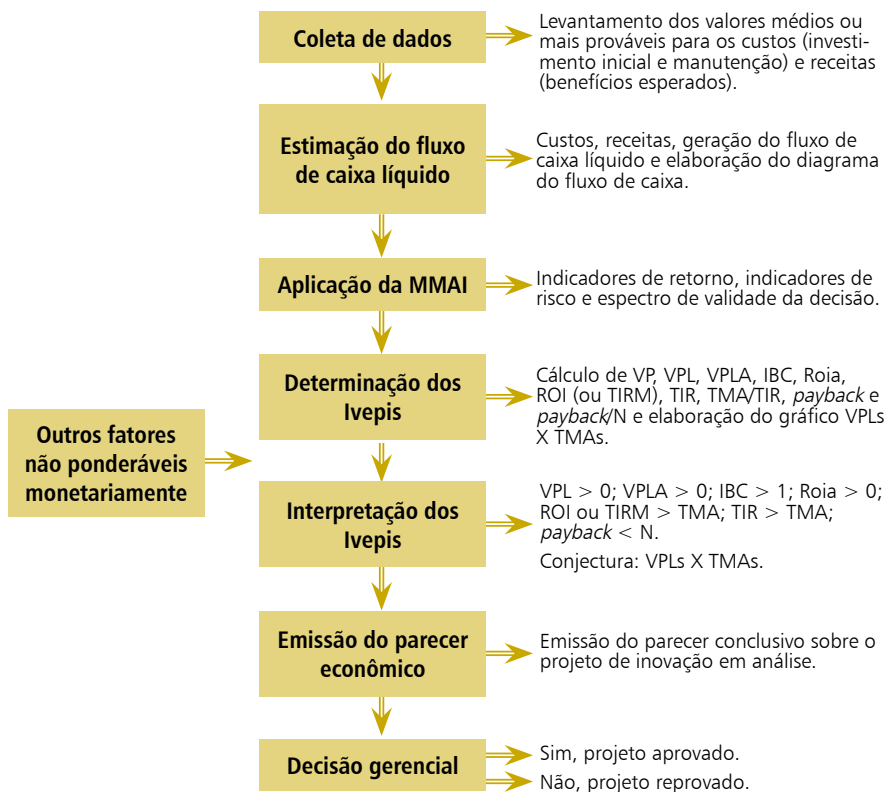 Coleta de dados
Levantamento dos valores médios ou
mais prováveis para os custos (investi-
mento inicial e manutenção) e receitas
(benefícios esperados).
Estimação do fluxo
de caixa líquido
Custos, receitas, geração do fluxo de
caixa líquido e elaboração do diagrama
do fluxo de caixa.
Aplicação da MMAI
Indicadores de retorno, indicadores de
risco e espectro de validade da decisão.
Determinação dos
Ivepis
Cálculo de VP, VPL, VPLA, IBC, Roia,
ROI (ou TIRM), TIR, TMA/TIR, payback e
payback/N e elaboração do gráfico VPLs
X TMAs.
Outros fatores
não ponderáveis
monetariamente
Interpretação dos
Ivepis
VPL > 0; VPLA > 0; IBC > 1; Roia > 0;
ROI ou TIRM > TMA; TIR > TMA;
payback < N.
Conjectura: VPLs X TMAs.
Emissão do parecer
econômico
Emissão do parecer conclusivo sobre o
projeto de inovação em análise.
Decisão gerencial
Sim, projeto aprovado.
Não, projeto reprovado.